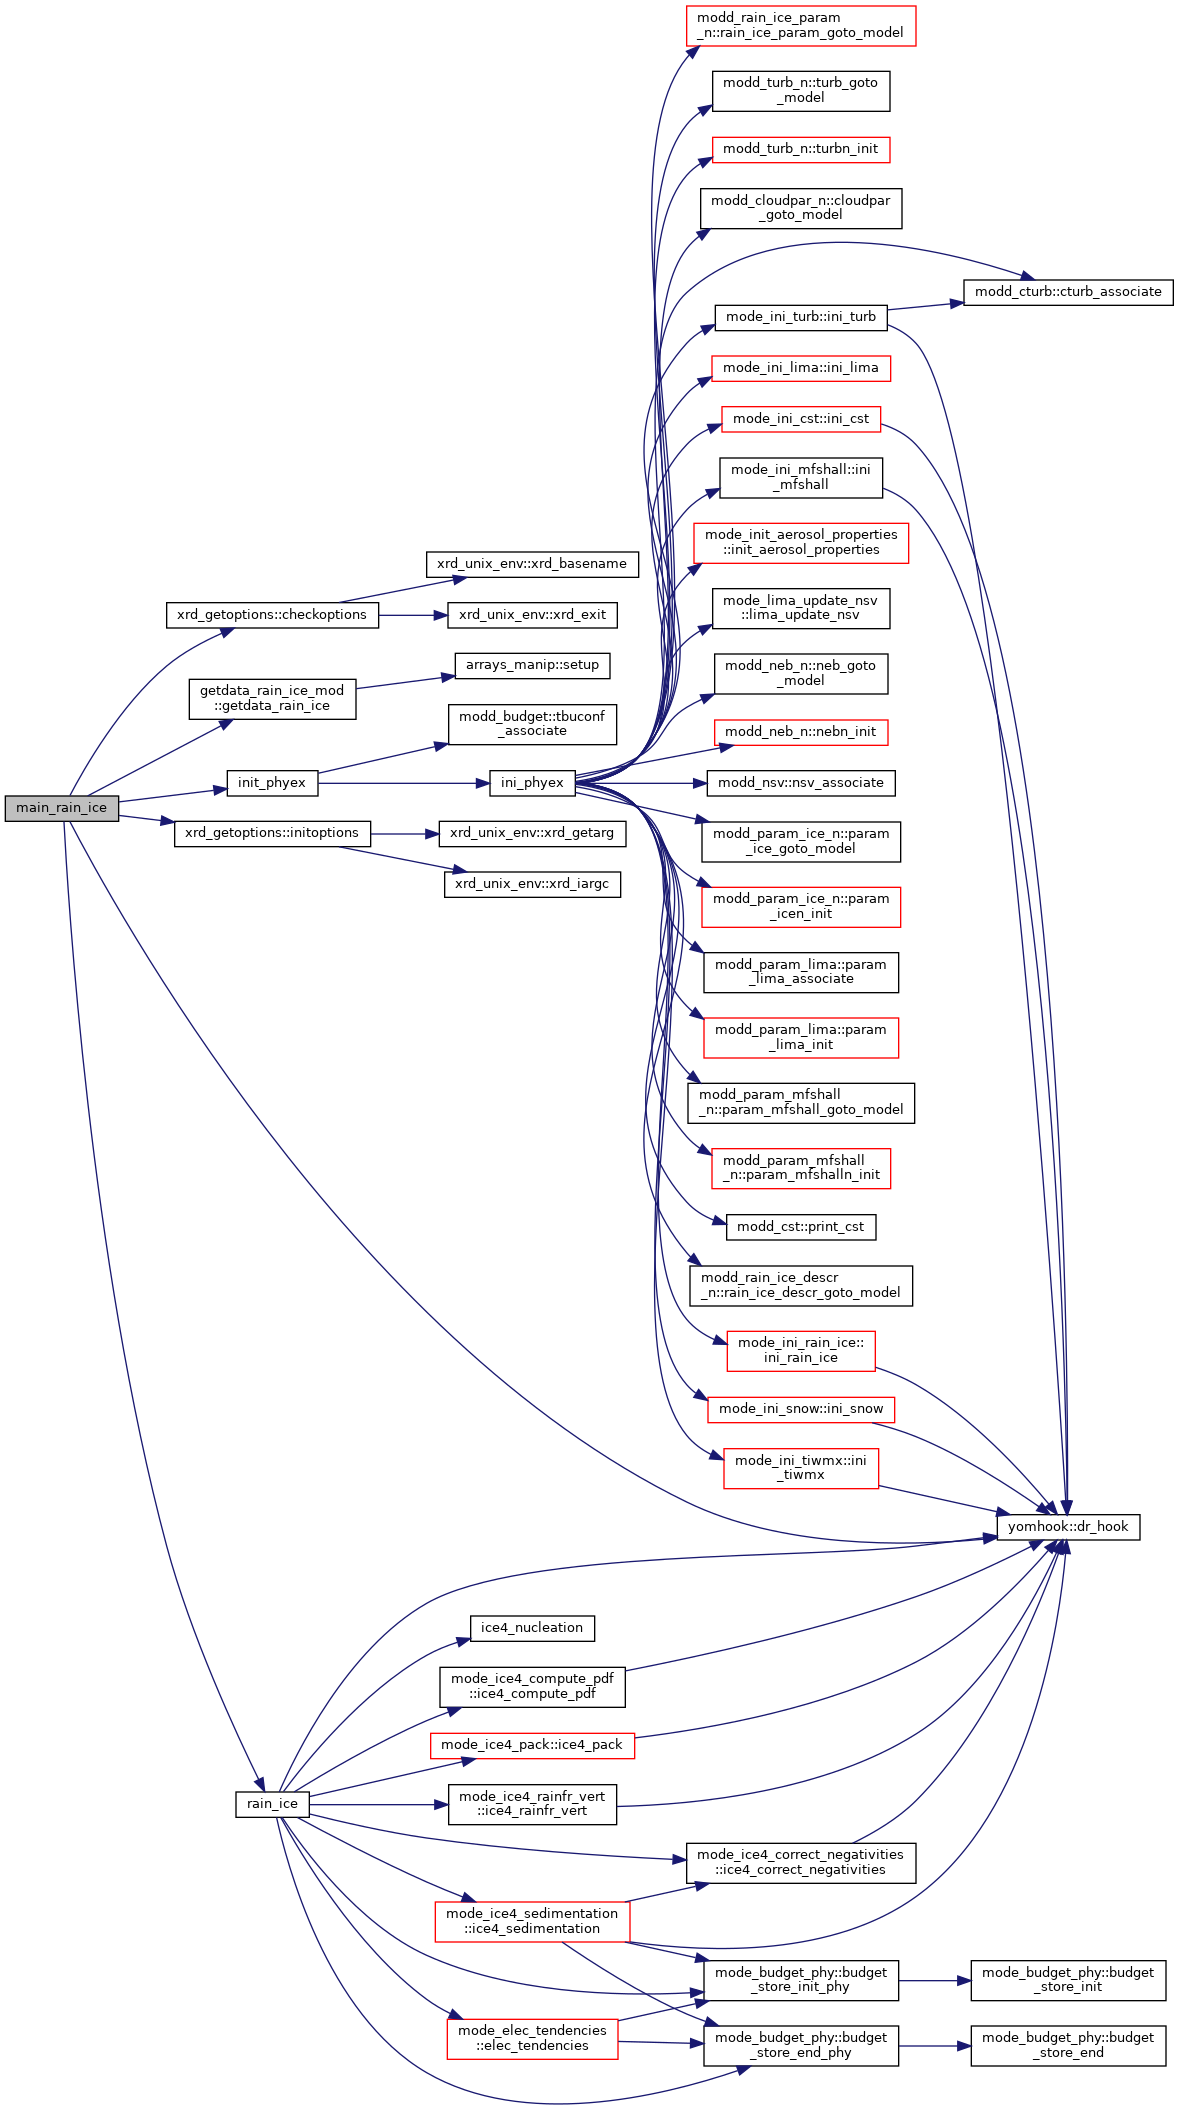 modd_rain_ice_param
_n::rain_ice_param_goto_model
modd_turb_n::turb_goto
_model
modd_turb_n::turbn_init
modd_cloudpar_n::cloudpar
_goto_model
modd_cturb::cturb_associate
mode_ini_turb::ini_turb
mode_ini_lima::ini_lima
mode_ini_cst::ini_cst
mode_ini_mfshall::ini
_mfshall
mode_init_aerosol_properties
::init_aerosol_properties
xrd_unix_env::xrd_basename
mode_lima_update_nsv
::lima_update_nsv
xrd_getoptions::checkoptions
xrd_unix_env::xrd_exit
arrays_manip::setup
modd_neb_n::neb_goto
_model
getdata_rain_ice_mod
::getdata_rain_ice
modd_budget::tbuconf
_associate
modd_neb_n::nebn_init
init_phyex
ini_phyex
modd_nsv::nsv_associate
main_rain_ice
xrd_getoptions::initoptions
xrd_unix_env::xrd_getarg
modd_param_ice_n::param
_ice_goto_model
xrd_unix_env::xrd_iargc
modd_param_ice_n::param
_icen_init
modd_param_lima::param
_lima_associate
modd_param_lima::param
_lima_init
modd_param_mfshall
_n::param_mfshall_goto_model
modd_param_mfshall
_n::param_mfshalln_init
modd_cst::print_cst
modd_rain_ice_descr
_n::rain_ice_descr_goto_model
mode_ini_rain_ice::
ini_rain_ice
mode_ini_snow::ini_snow
mode_ini_tiwmx::ini
_tiwmx
yomhook::dr_hook
ice4_nucleation
mode_ice4_compute_pdf
::ice4_compute_pdf
mode_ice4_pack::ice4_pack
rain_ice
mode_ice4_rainfr_vert
::ice4_rainfr_vert
mode_ice4_correct_negativities
::ice4_correct_negativities
mode_ice4_sedimentation
::ice4_sedimentation
mode_budget_phy::budget
_store_init_phy
mode_budget_phy::budget
_store_init
mode_elec_tendencies
::elec_tendencies
mode_budget_phy::budget
_store_end_phy
mode_budget_phy::budget
_store_end